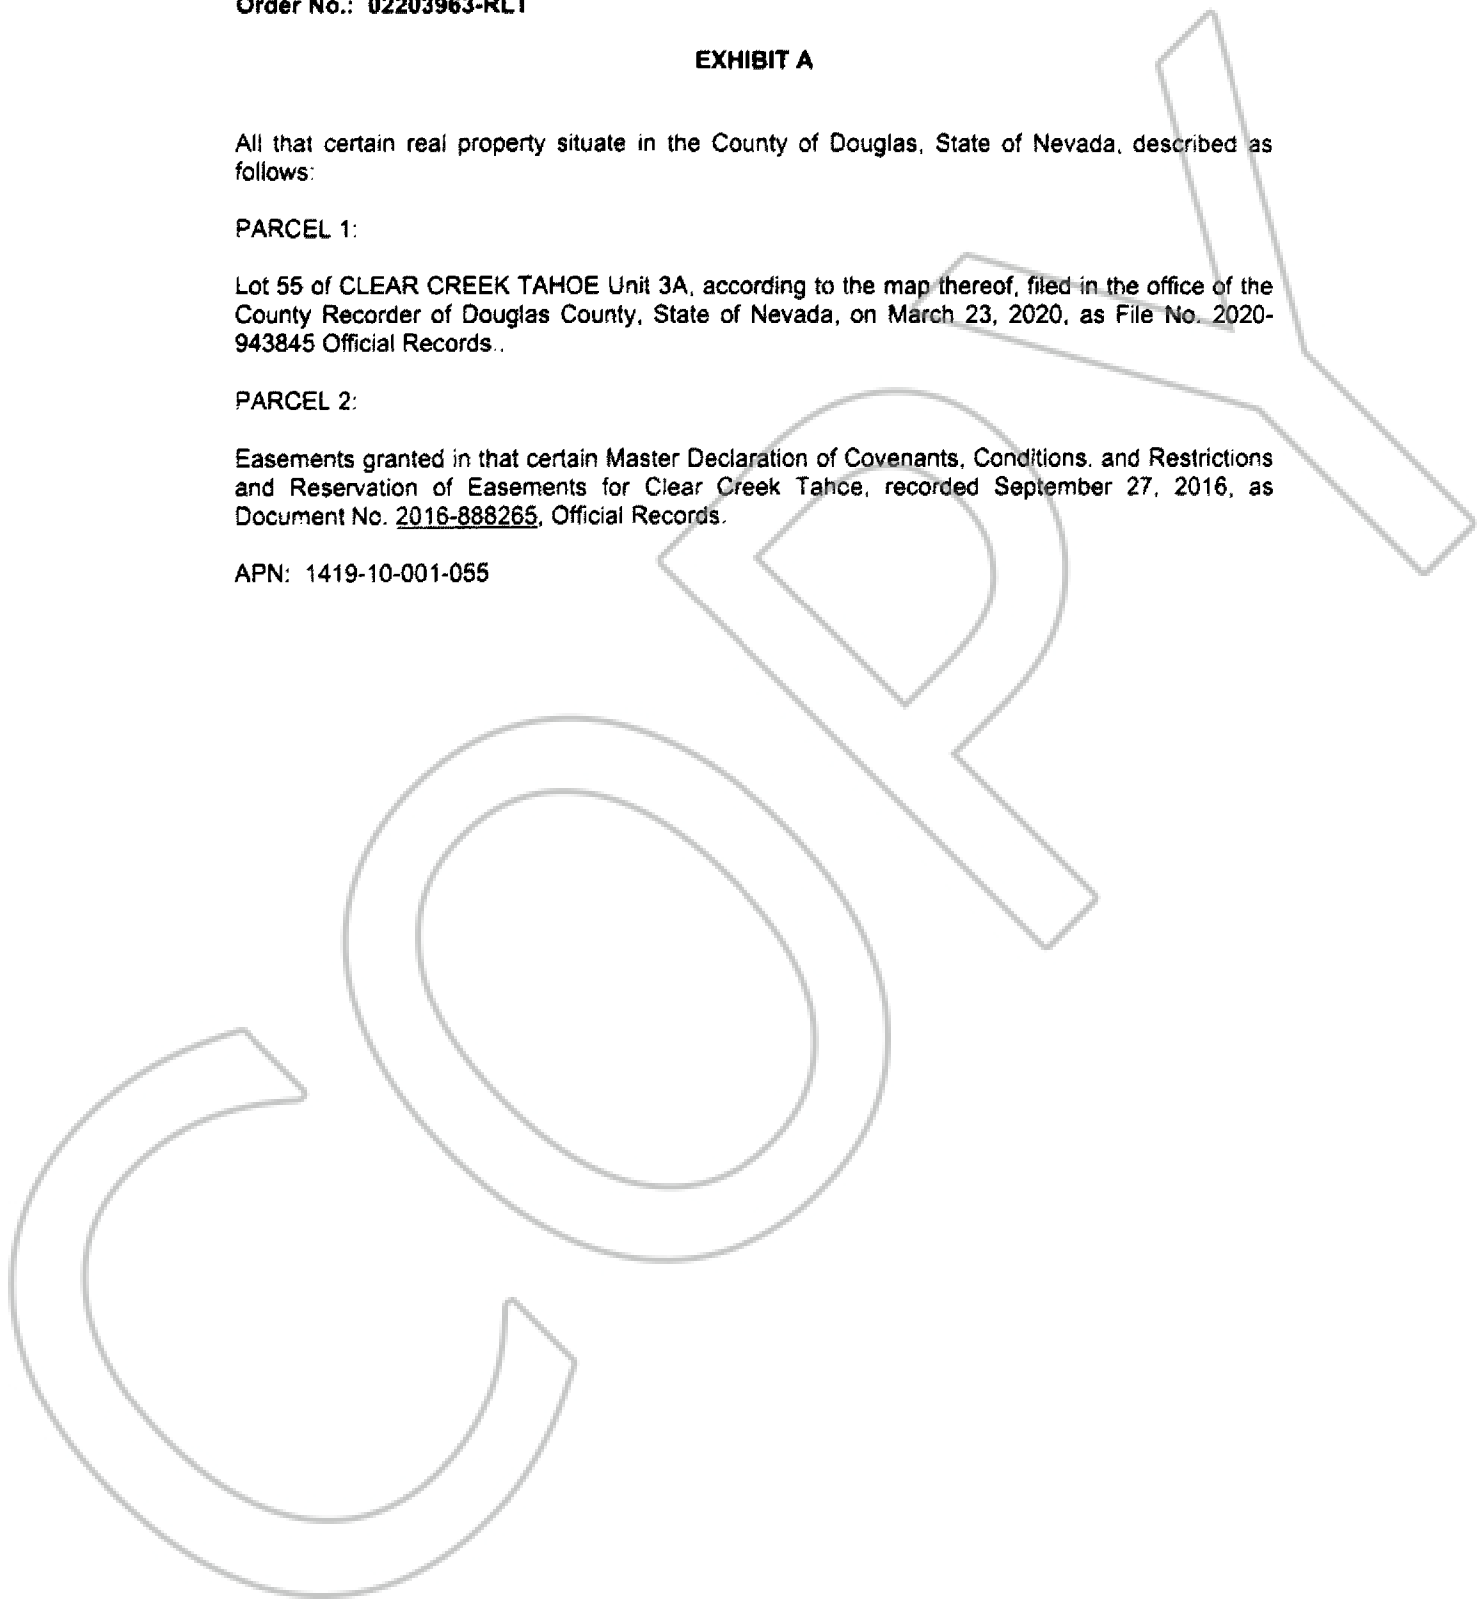 Order No.: 02203963-RLT
EXHIBIT A
All that certain real property situate in the County of Douglas, State of Nevada, described as
follows:
PARCEL 1:
Lot 55 of CLEAR CREEK TAHOE Unit 3A, according to the map thereof, filed in the office of the
County Recorder of Douglas County, State of Nevada, on March 23, 2020, as File No. 2020-
943845 Official Records..
PARCEL 2:
Easements granted in that certain Master Declaration of Covenants, Conditions. and Restrictions
and Reservation of Easements for Clear Creek Tahoe, recorded September 27, 2016, as
Document No. 2016-888265, Official Records.
APN: 1419-10-001-055
COPY